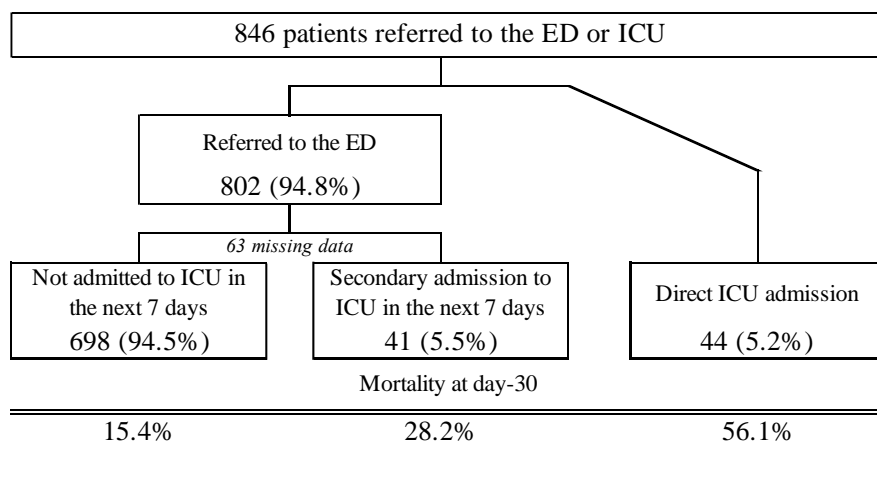 846 patients referred to the ED or ICU
Referred to the ED
802 (94.8%)
63 missing data
Not admitted to ICU in
the next 7 days
698 (94.5%)
Secondary admission to
ICU in the next 7 days
41 (5.5%)
Direct ICU admission
44 (5.2%)
Mortality at day-30
15.4%
28.2%
56.1%